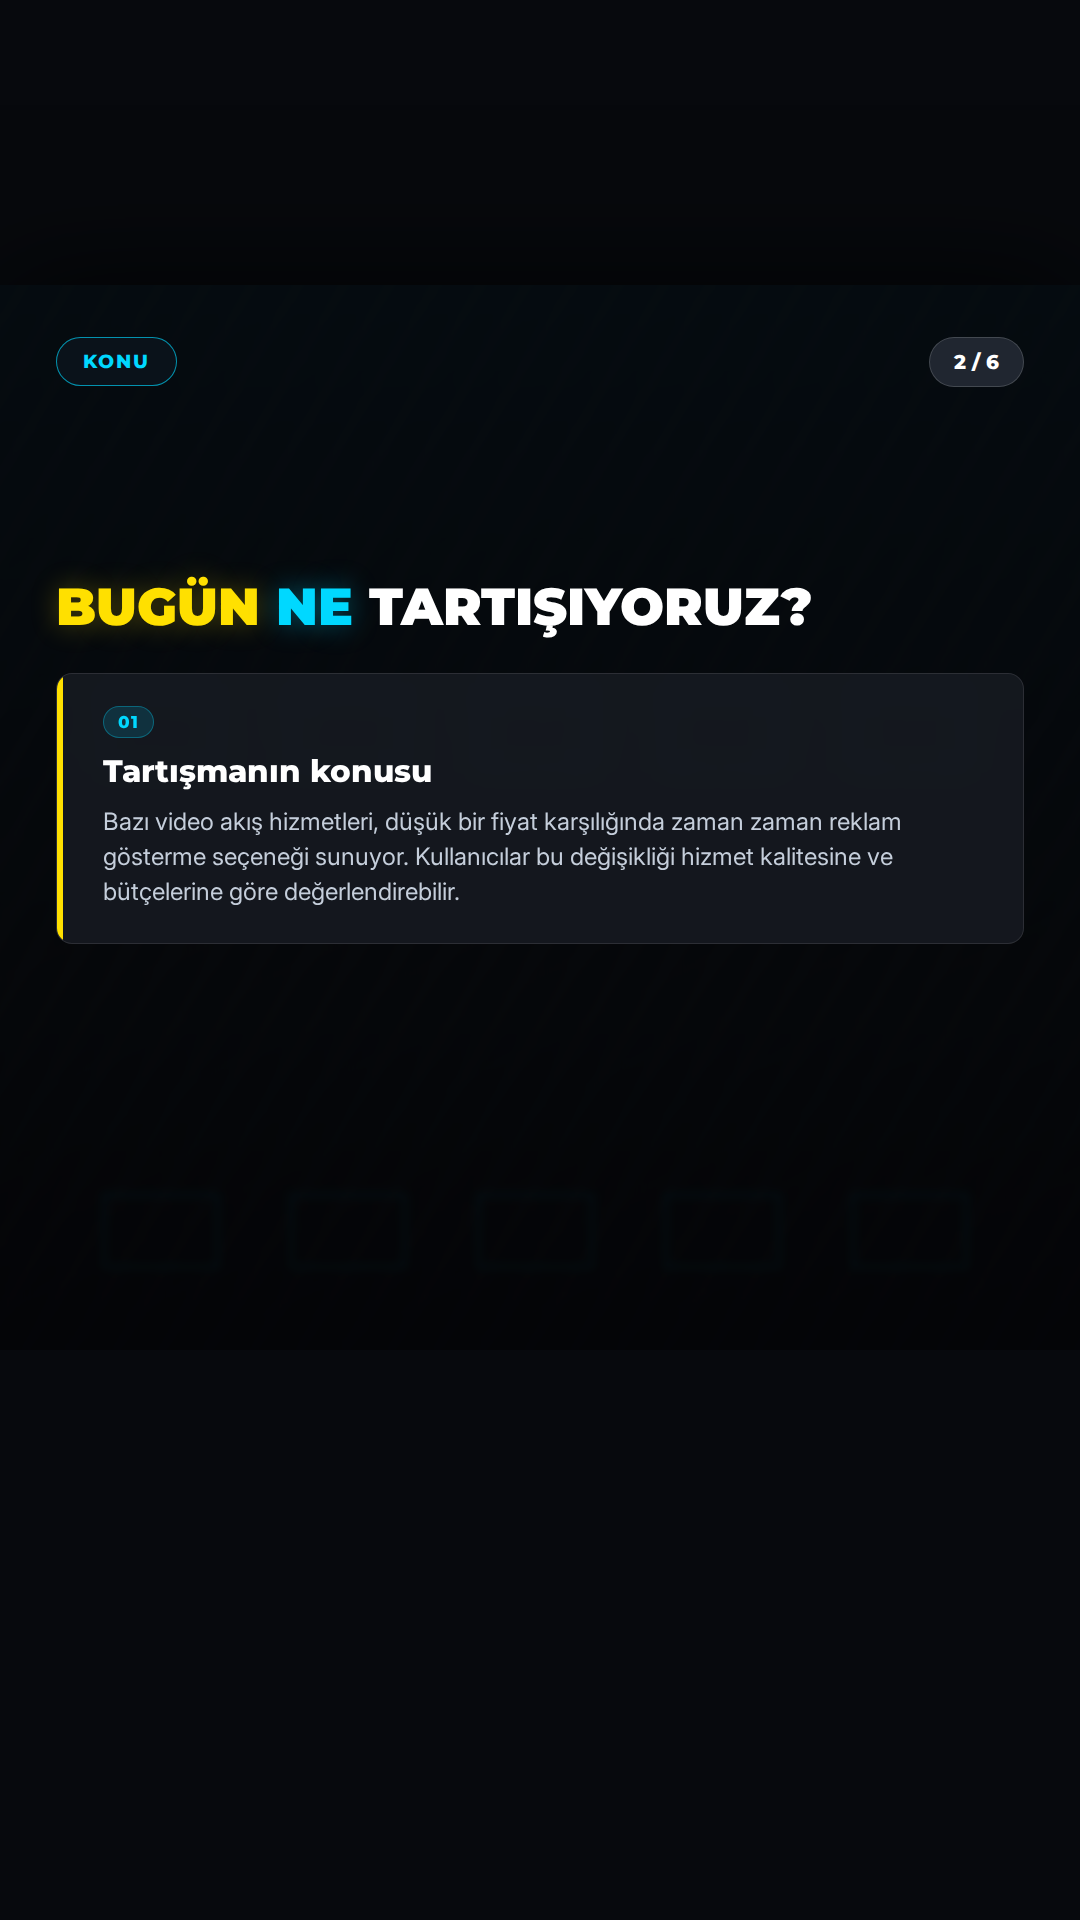 KONU
2 / 6
BUGÜN NE TARTIŞIYORUZ?
01
Tartışmanın konusu
Bazı video akış hizmetleri, düşük bir fiyat karşılığında zaman zaman reklam
gösterme seçeneği sunuyor. Kullanıcılar bu değişikliği hizmet kalitesine ve
bütçelerine göre değerlendirebilir.